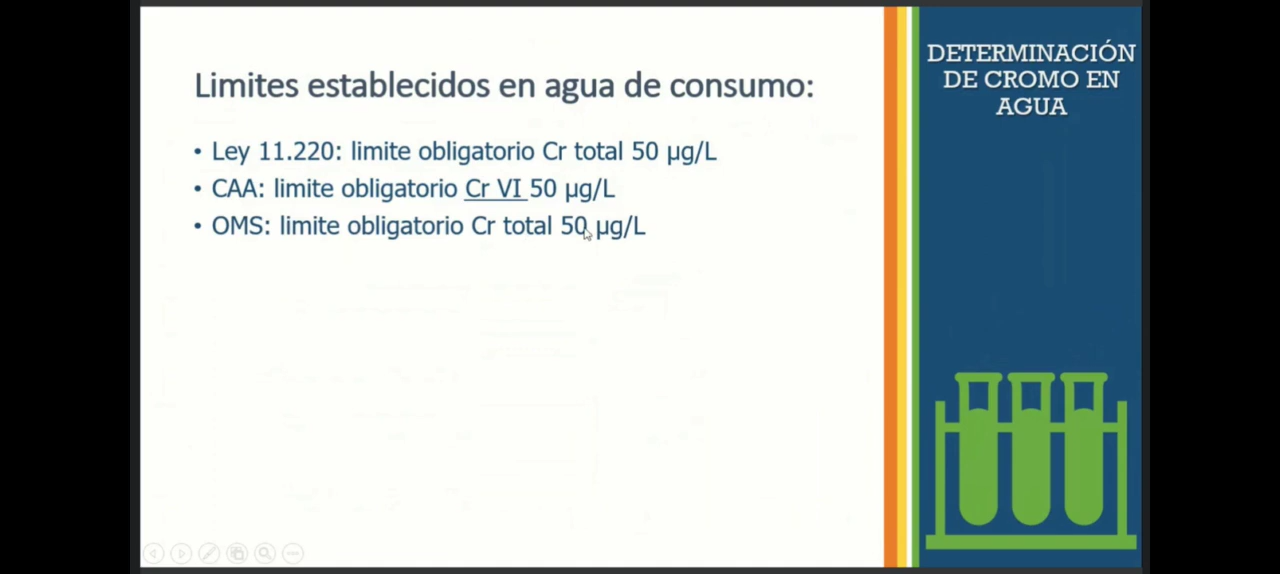 Limites establecidos en agua de consumo:
• Ley 11.220: limite obligatorio Cr total 50 µg/L
• CAA: limite obligatorio Cr VI 50 µg/L
• OMS: limite obligatorio Cr total 50 µg/L
DETERMINACIÓN
DE CROMO EN
AGUA